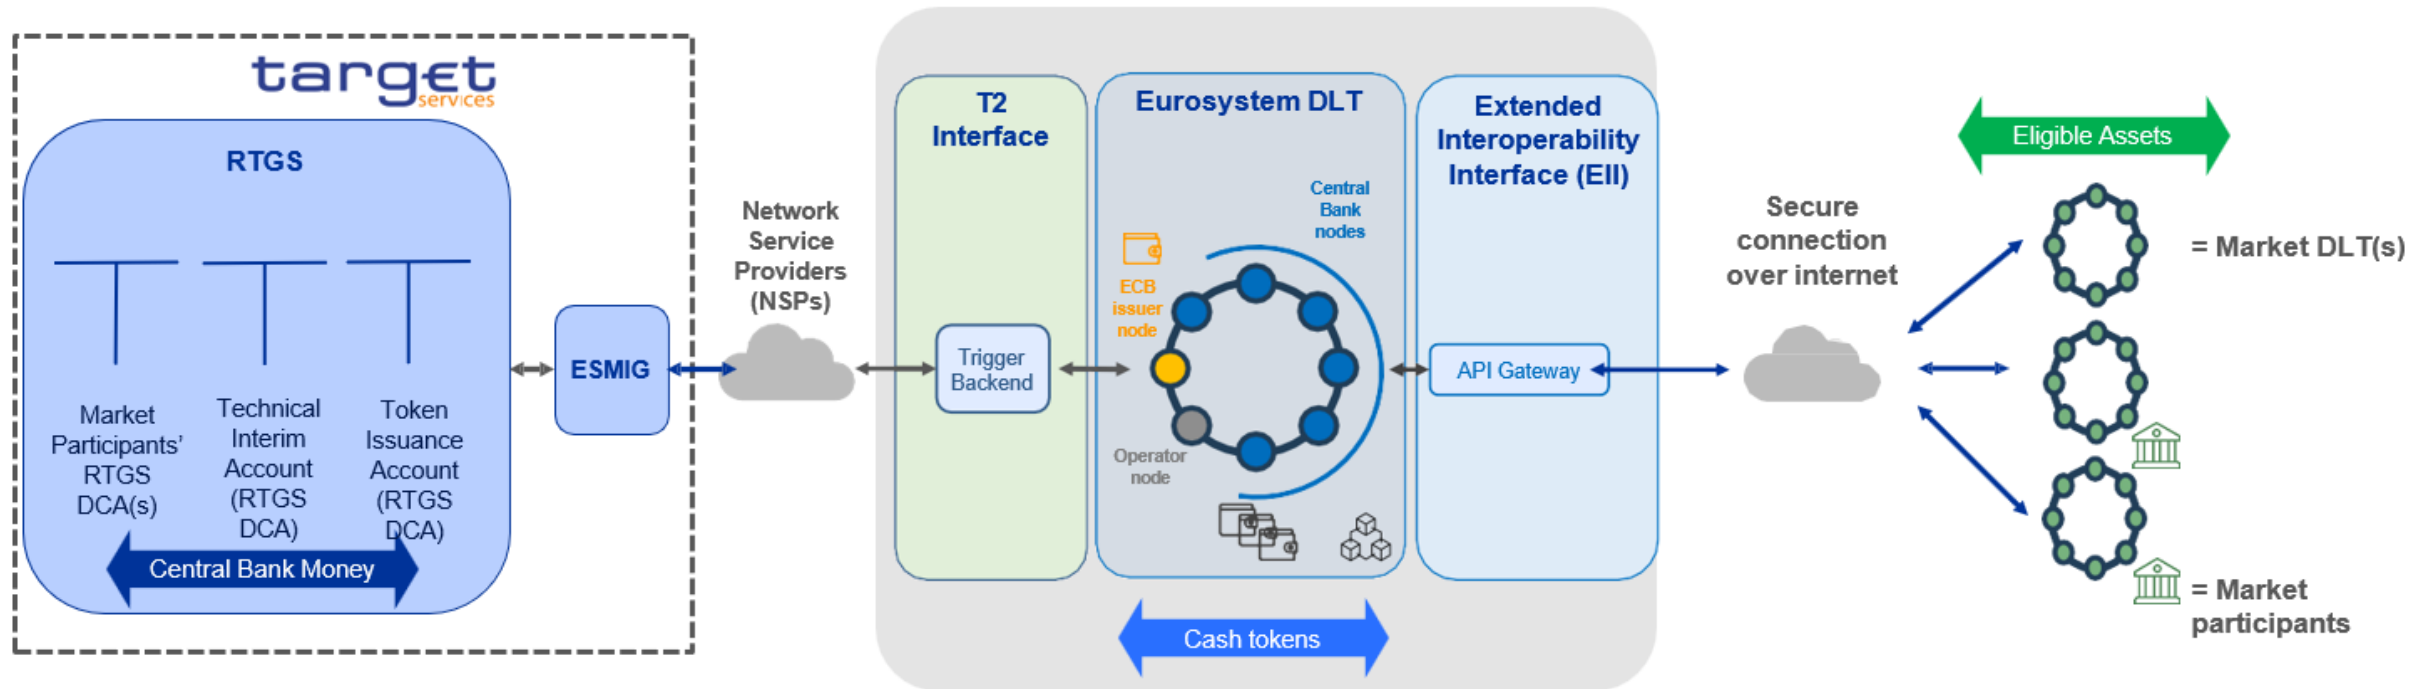 target
services
RTGS
Market
Participants’
RTGS
DCA(s)
Technical
Interim
Account
(RTGS
DCA)
Token
Issuance
Account
(RTGS
DCA)
Central Bank Money
ESMIG
Network
Service
Providers
(NSPs)
T2
Interface
Trigger
Backend
Eurosystem DLT
Central
Bank
nodes
ECB
issuer
node
Operator
node
Cash tokens
Extended
Interoperability
Interface (EII)
API Gateway
Secure
connection
over internet
Eligible Assets
= Market DLT(s)
= Market
participants